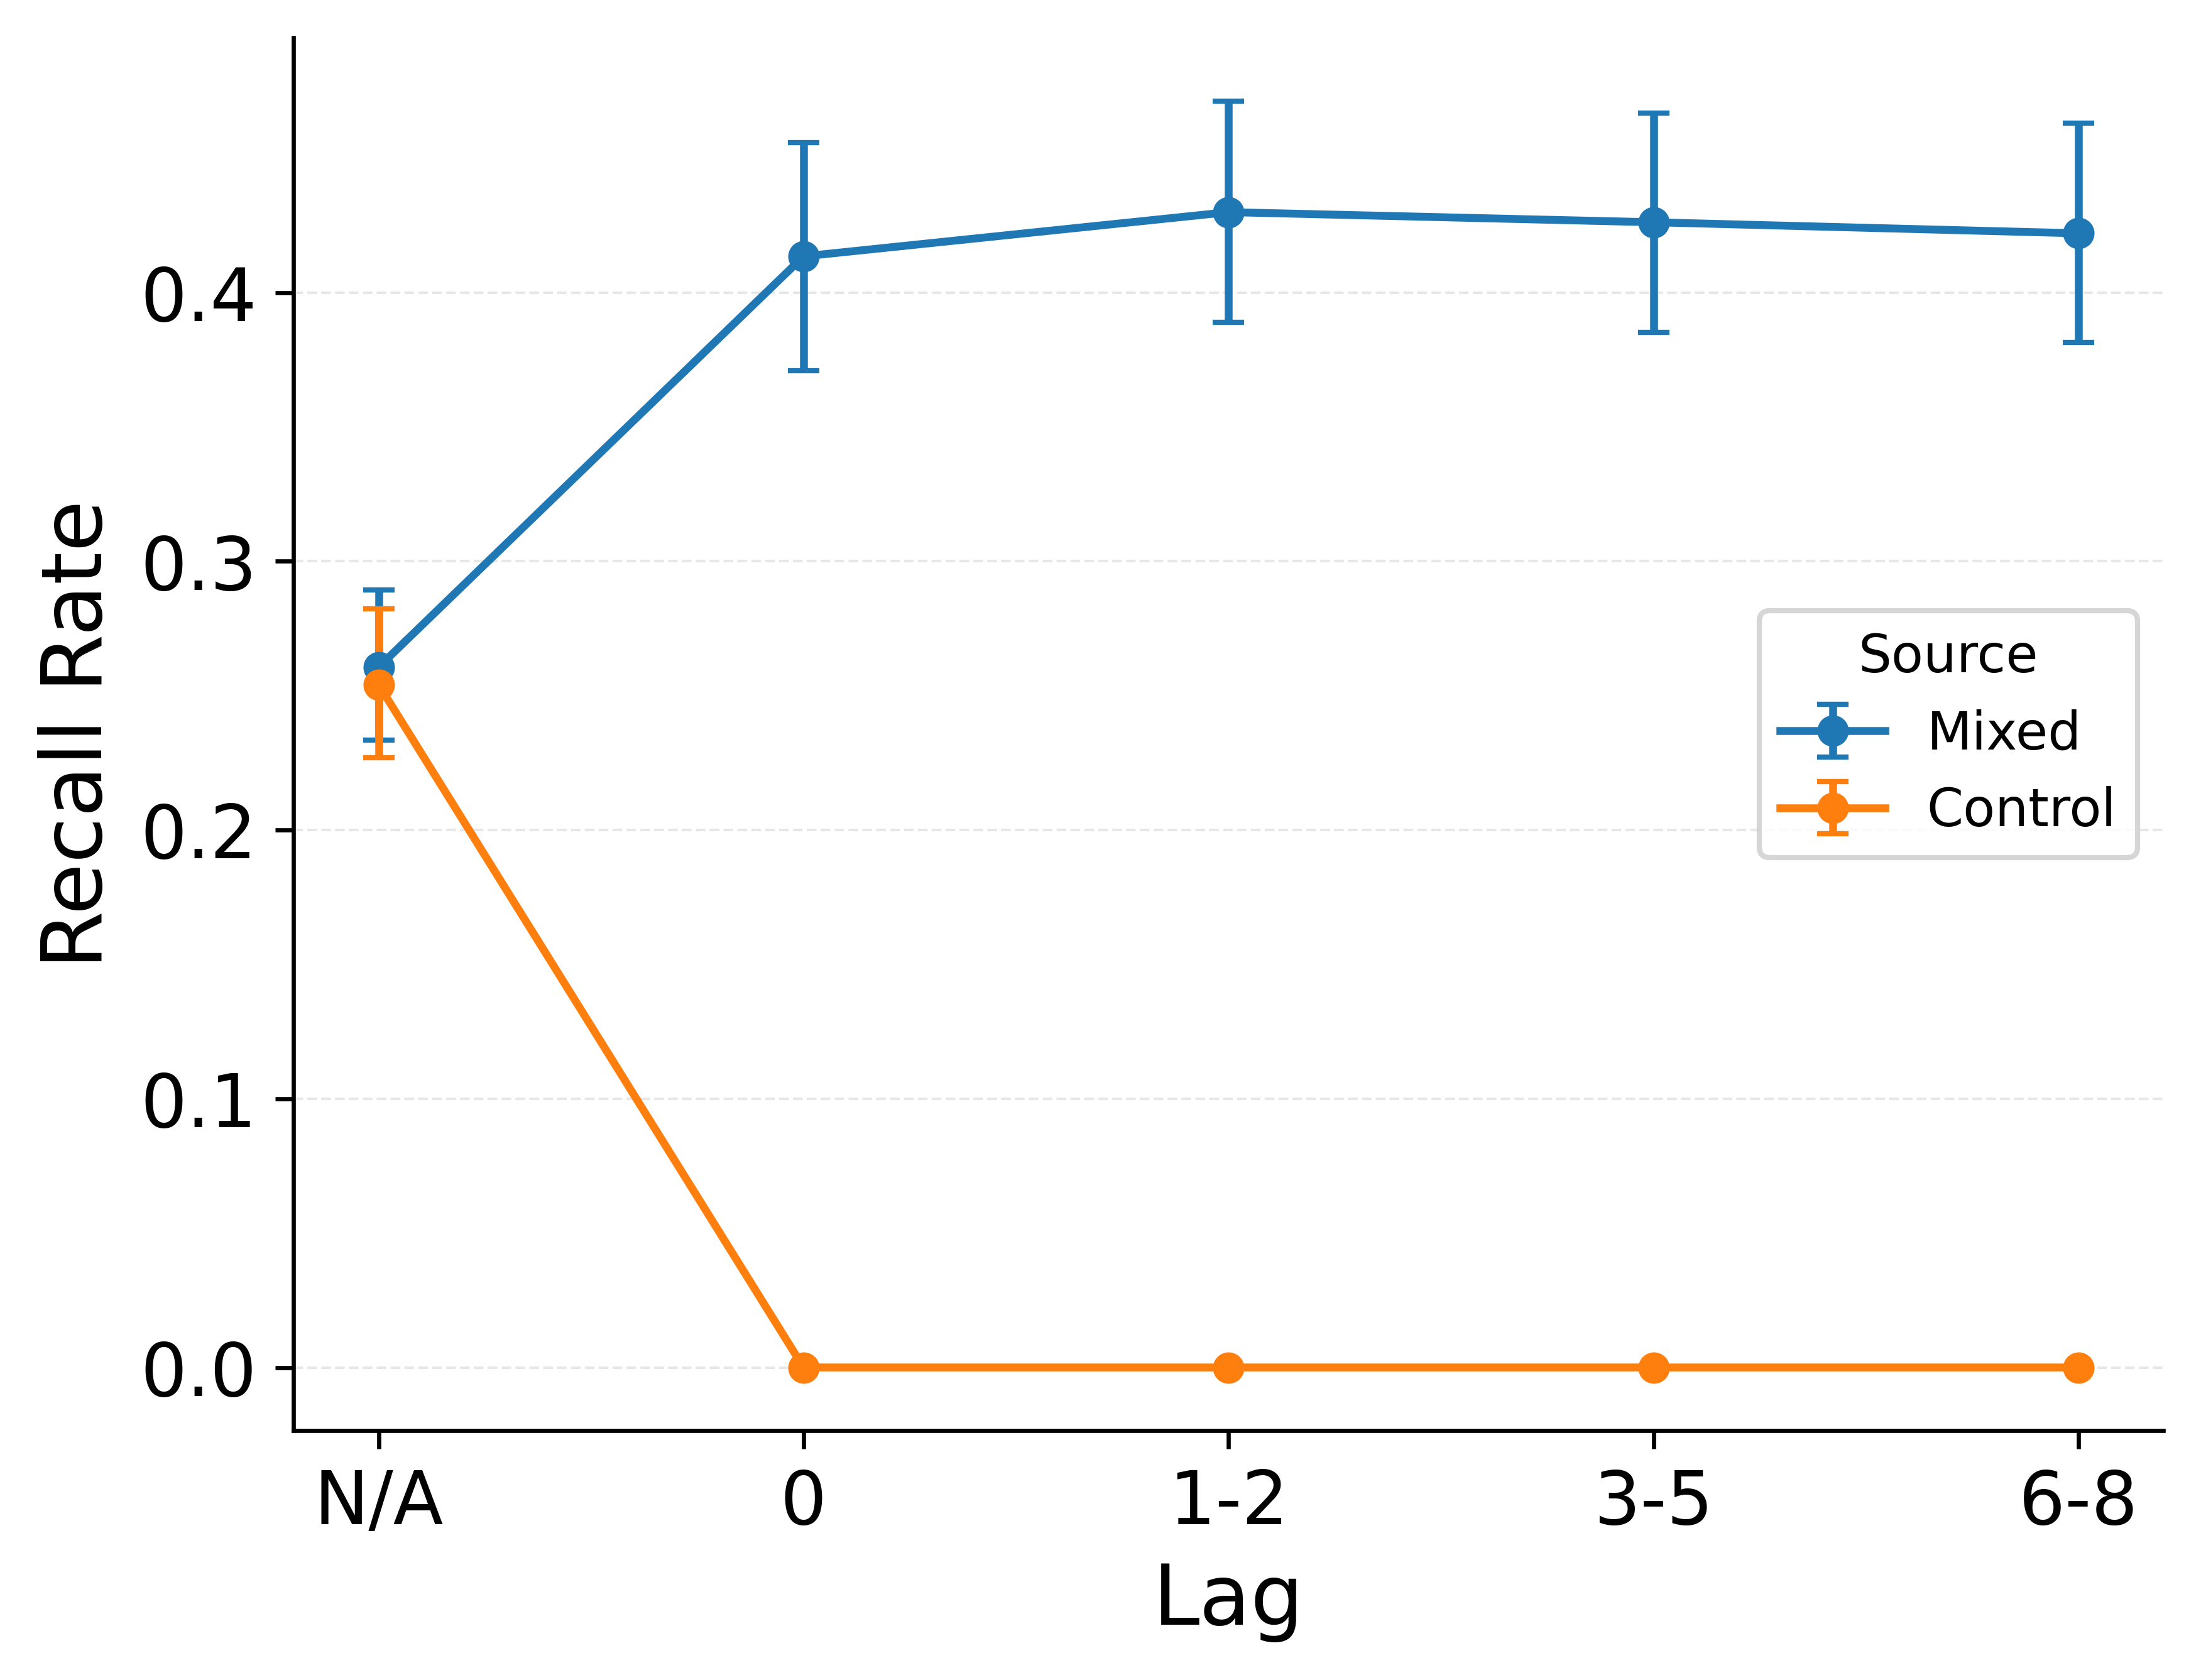 Recall Rate
0.4
0.3
0.2
0.1
0.0
Source
Mixed
Control
N/A
0
1-2
3-5
6-8
Lag